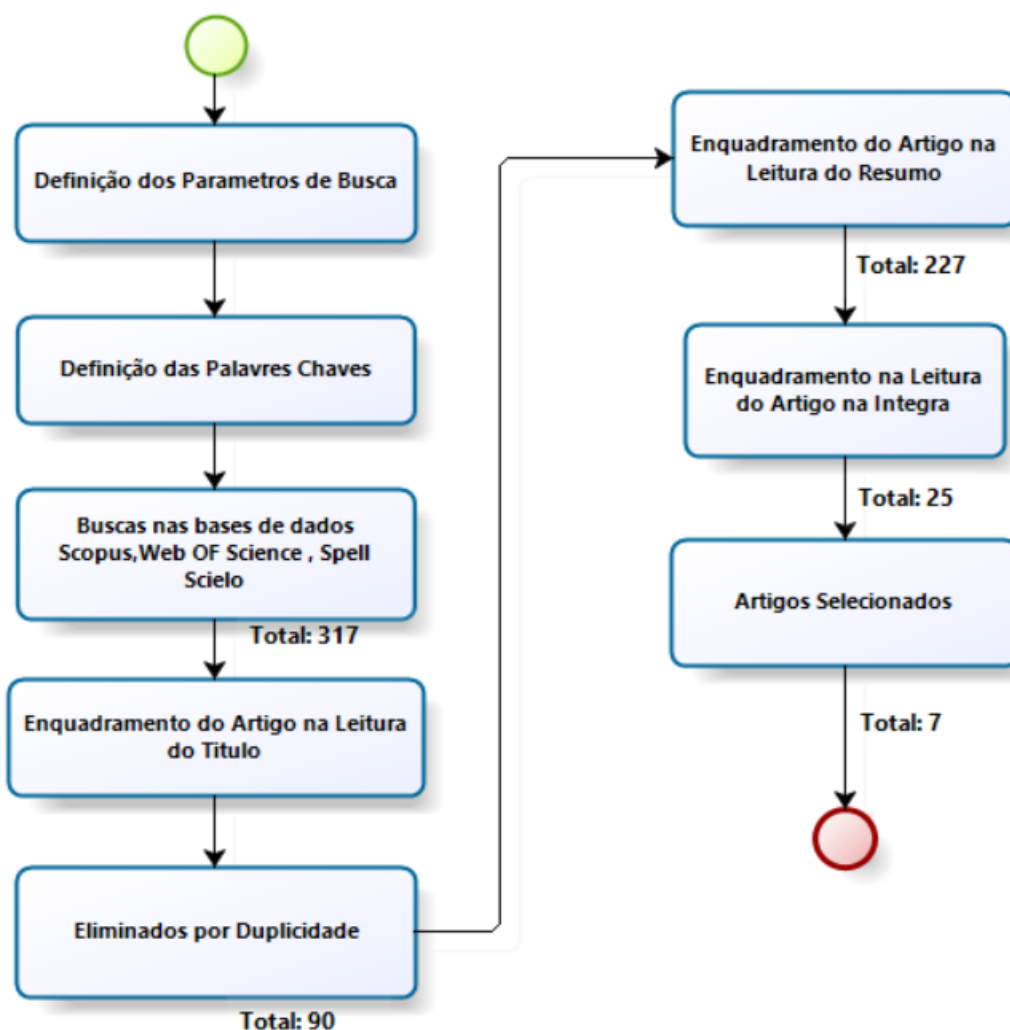 Definição dos Parametros de Busca
Definição das Palavres Chaves
Buscas nas bases de dados
Scopus,Web OF Science , Spell
Scielo
Total: 317
Enquadramento do Artigo na Leitura
do Titulo
Eliminados por Duplicidade
Total: 90
Enquadramento do Artigo na
Leitura do Resumo
Total: 227
Enquadramento na Leitura
do Artigo na Integra
Total: 25
Artigos Selecionados
Total: 7